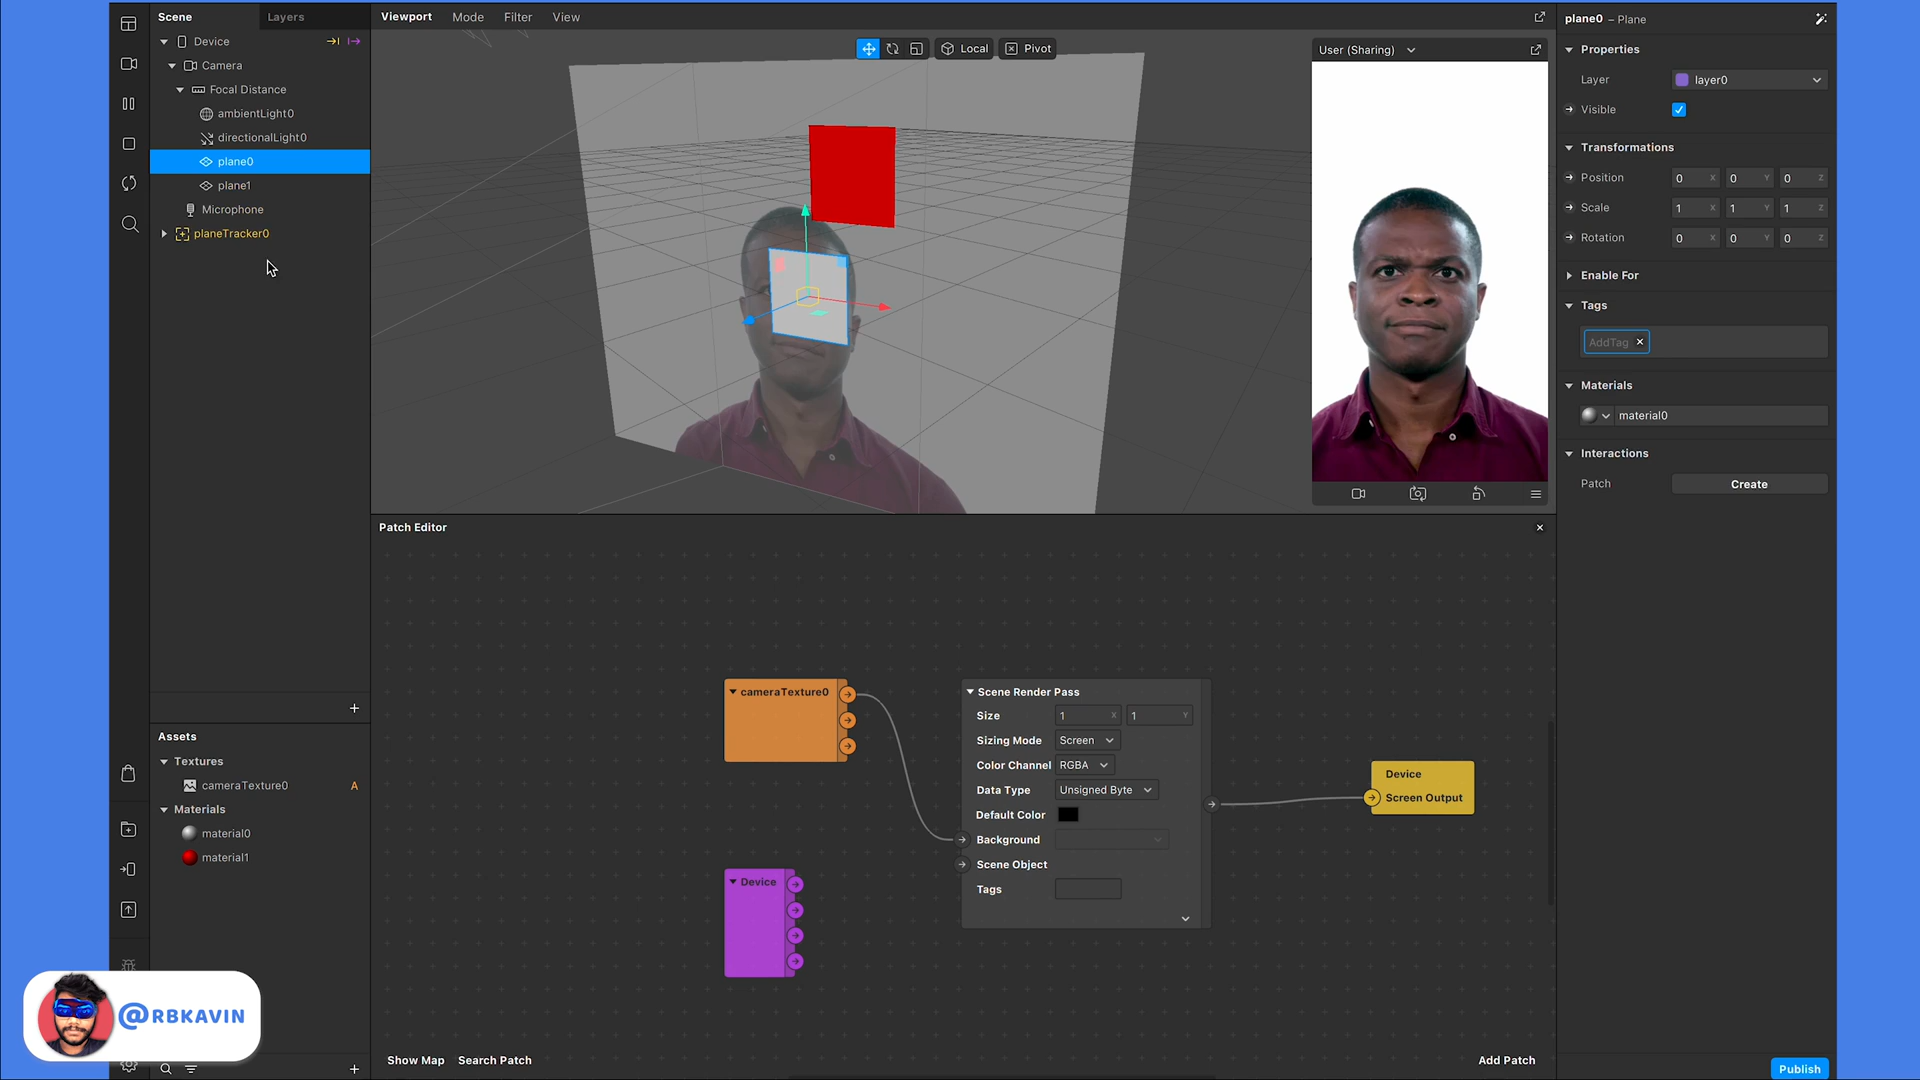 Scene
Layers
Device
Camera
Focal Distance
ambientLight0
directionalLight0
plane0
plane1
Microphone
planeTracker0
Assets
Textures
cameraTexture0 A
Materials
material0
material1
@RBKAVIN
Viewport Mode Filter View
Local
Pivot
User (Sharing)
Patch Editor
cameraTexture0
Device
Scene Render Pass
Size 1 X 1 Y
Sizing Mode Screen
Color Channel RGBA
Data Type Unsigned Byte
Default Color
Background
Scene Object
Tags
Device
Screen Output
Show Map Search Patch
Add Patch
plane0 – Plane
Properties
Layer layer0
Visible
Transformations
Position 0 X 0 Y 0 Z
Scale 1 X 1 Y 1 Z
Rotation 0 X 0 Y 0 Z
Enable For
Tags
AddTag
Materials
material0
Interactions
Patch Create
Publish